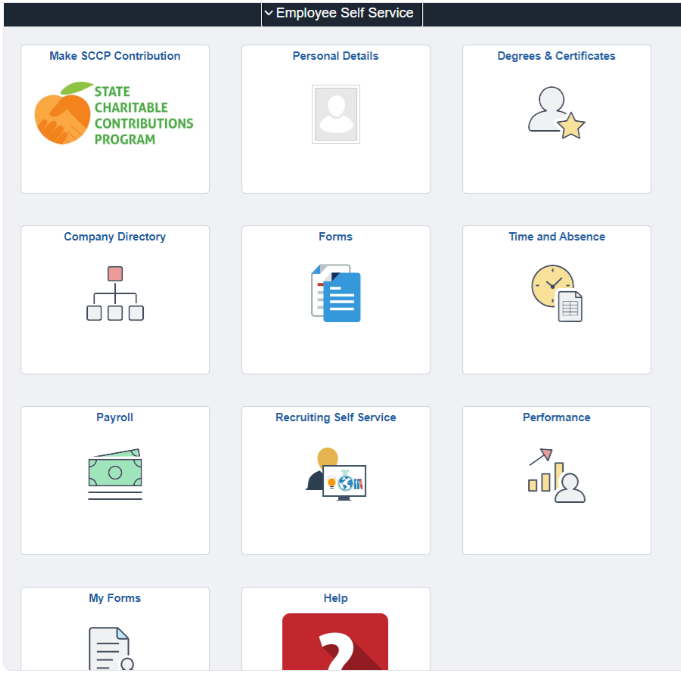 Employee Self Service
Make SCCP Contribution
Personal Details
Degrees & Certificates
STATE
CHARITABLE
CONTRIBUTIONS
PROGRAM
Company Directory
Forms
Time and Absence
Payroll
Recruiting Self Service
Performance
My Forms
Help
?